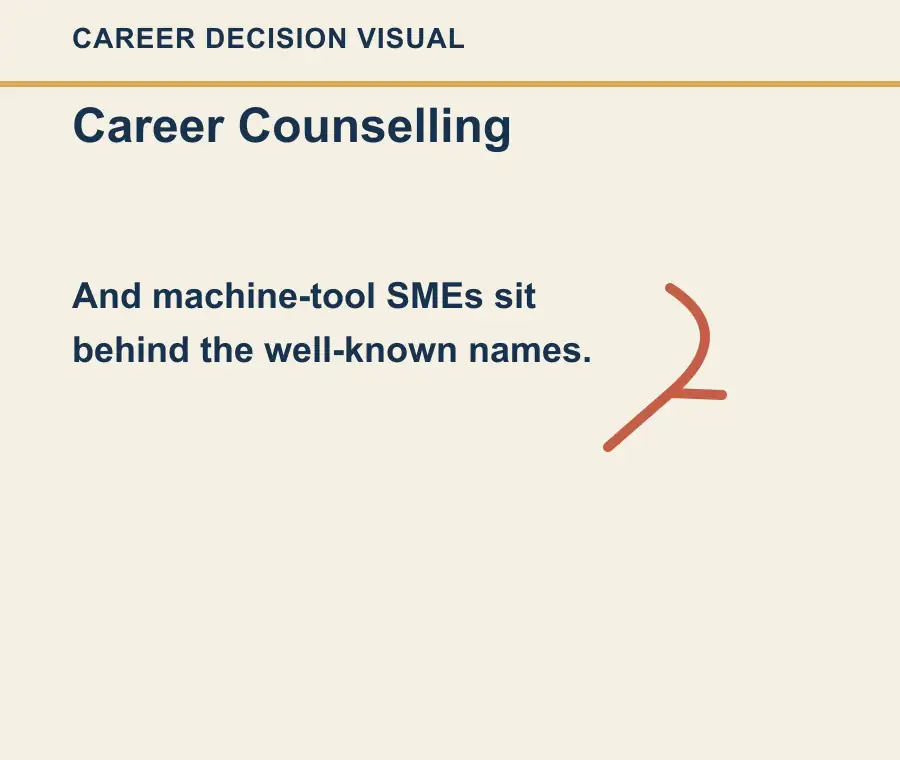 CAREER DECISION VISUAL
Career Counselling
And machine-tool SMEs sit
behind the well-known names.